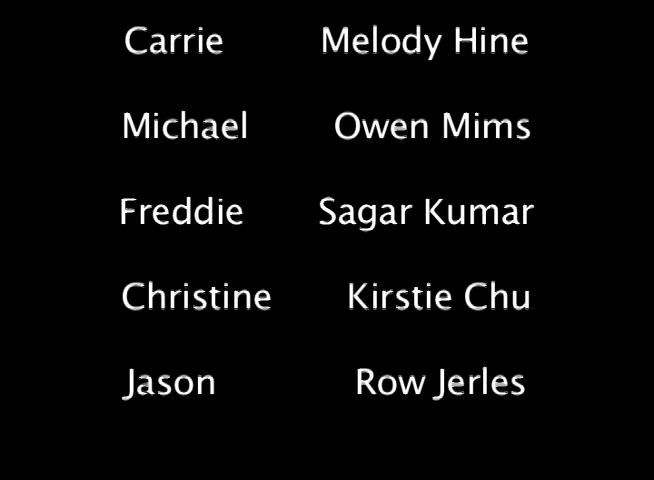 Carrie Melody Hine
Michael Owen Mims
Freddie Sagar Kumar
Christine Kirstie Chu
Jason Row Jerles